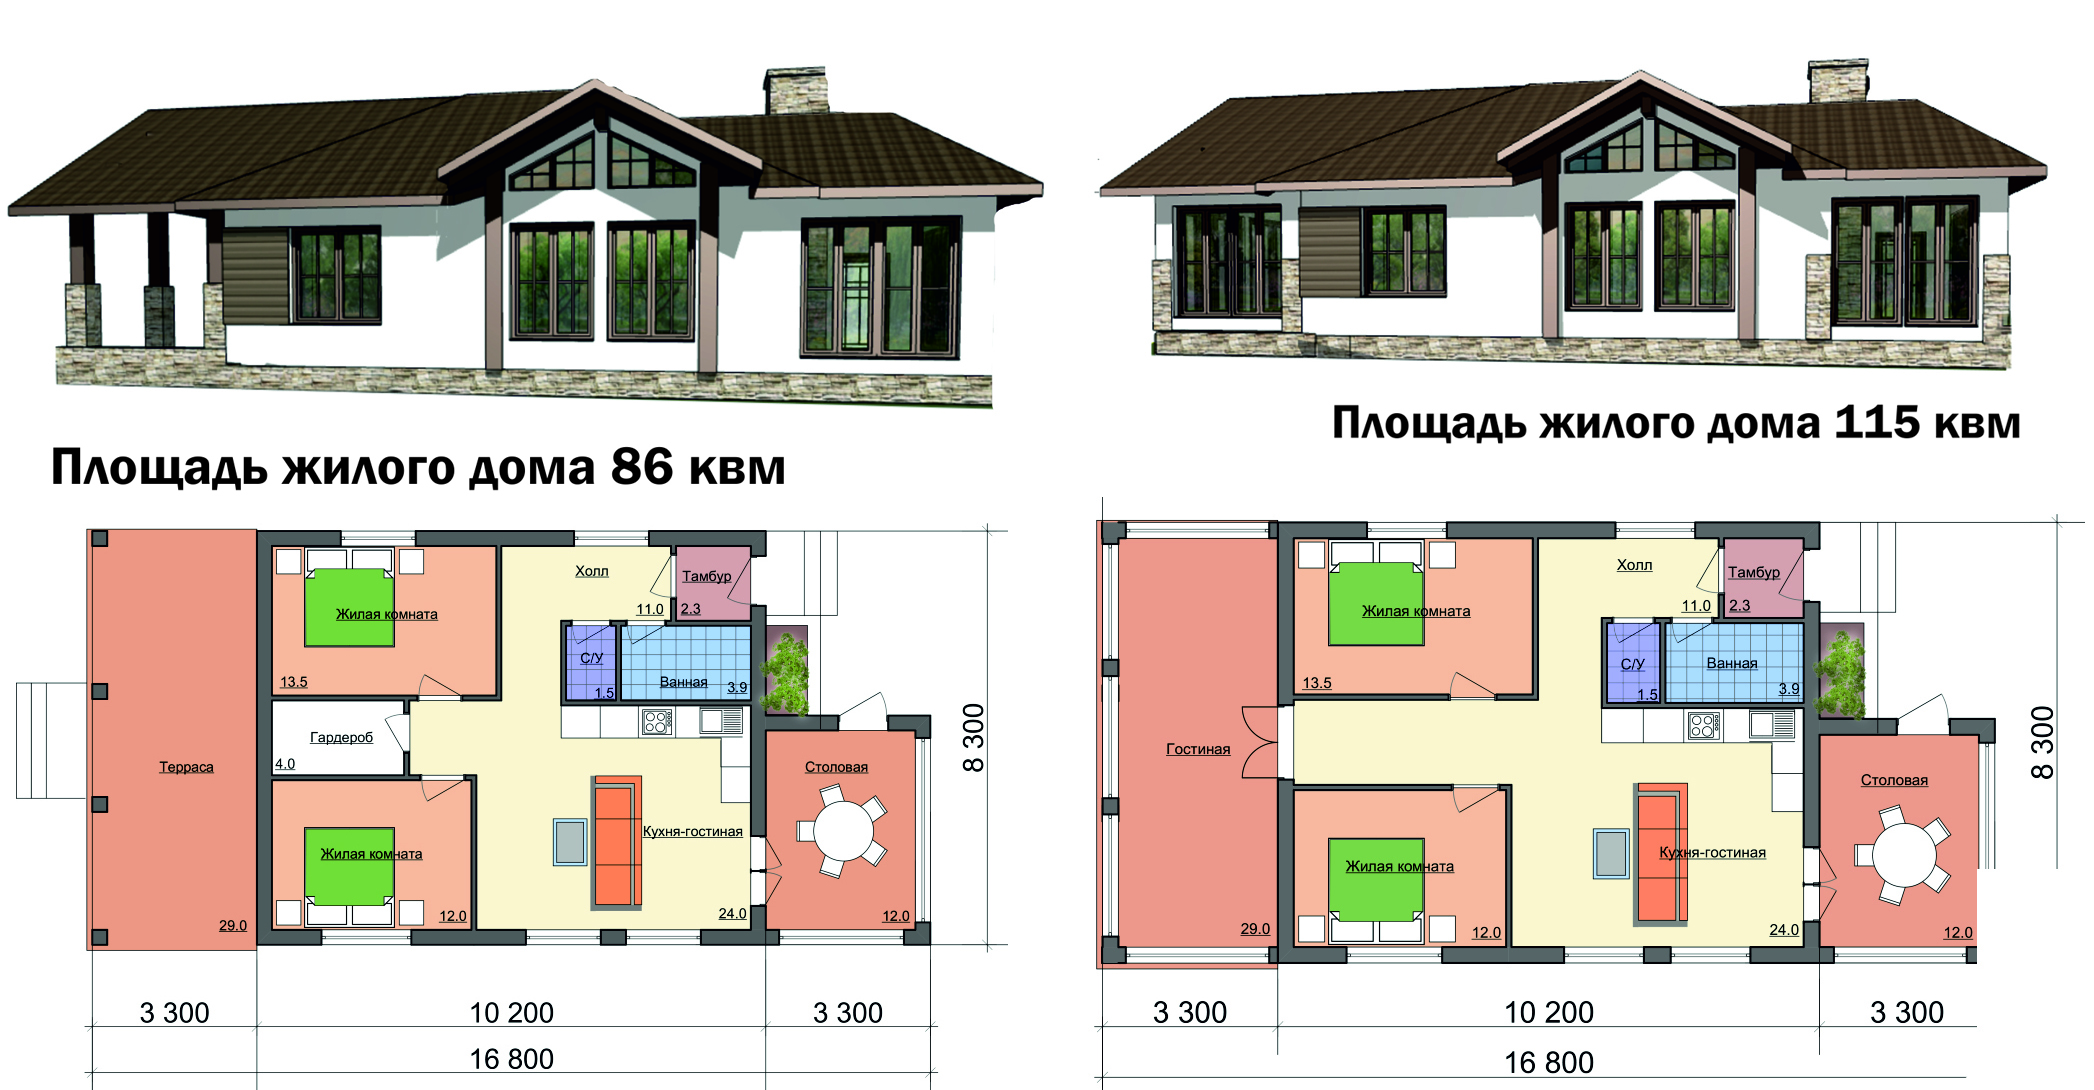 Площадь жилого дома 115 квм
Площадь жилого дома 86 квм
Холл
11.0
Тамбур
2.3
Жилая комната
13.5
С/У
1.5
Ванная
3.9
Гардероб
4.0
Терраса
29.0
Столовая
12.0
Кухня-гостиная
24.0
Жилая комната
12.0
8 300
3 300
10 200
3 300
16 800
Холл
11.0
Тамбур
2.3
Жилая комната
13.5
С/У
1.5
Ванная
3.9
Гостиная
29.0
Столовая
12.0
Кухня-гостиная
24.0
Жилая комната
12.0
8 300
3 300
10 200
3 300
16 800